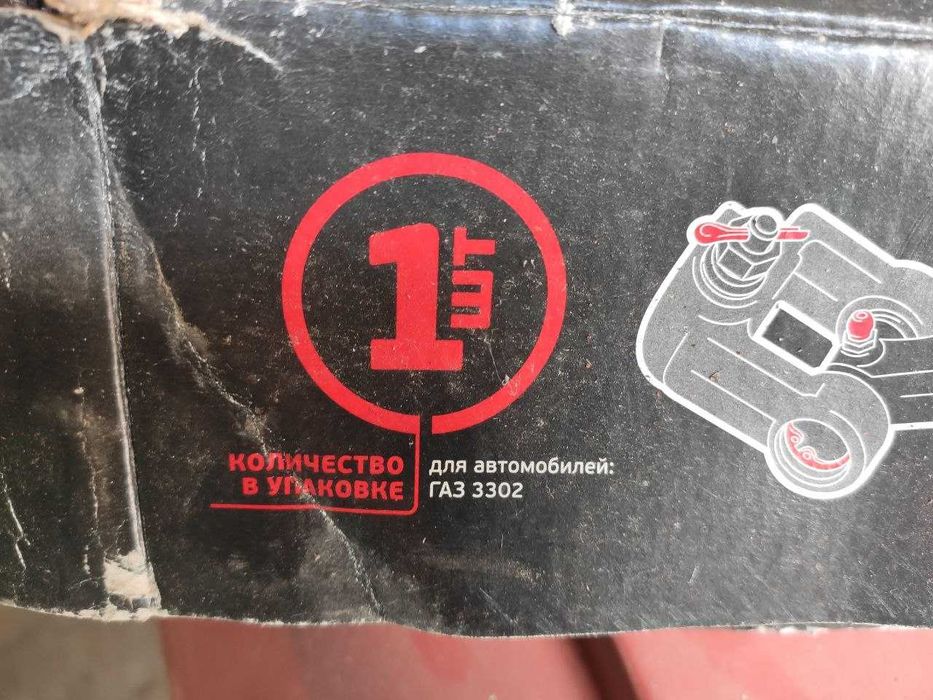 1 шт
КОЛИЧЕСТВО
В УПАКОВКЕ
для автомобилей:
ГАЗ 3302